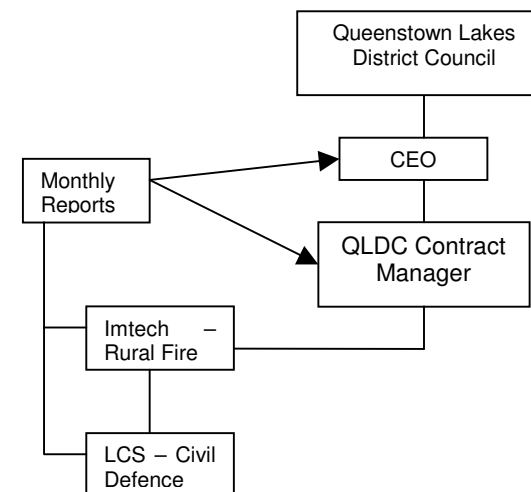 Queenstown Lakes
District Council
CEO
Monthly
Reports
QLDC Contract
Manager
Imtech –
Rural Fire
LCS – Civil
Defence